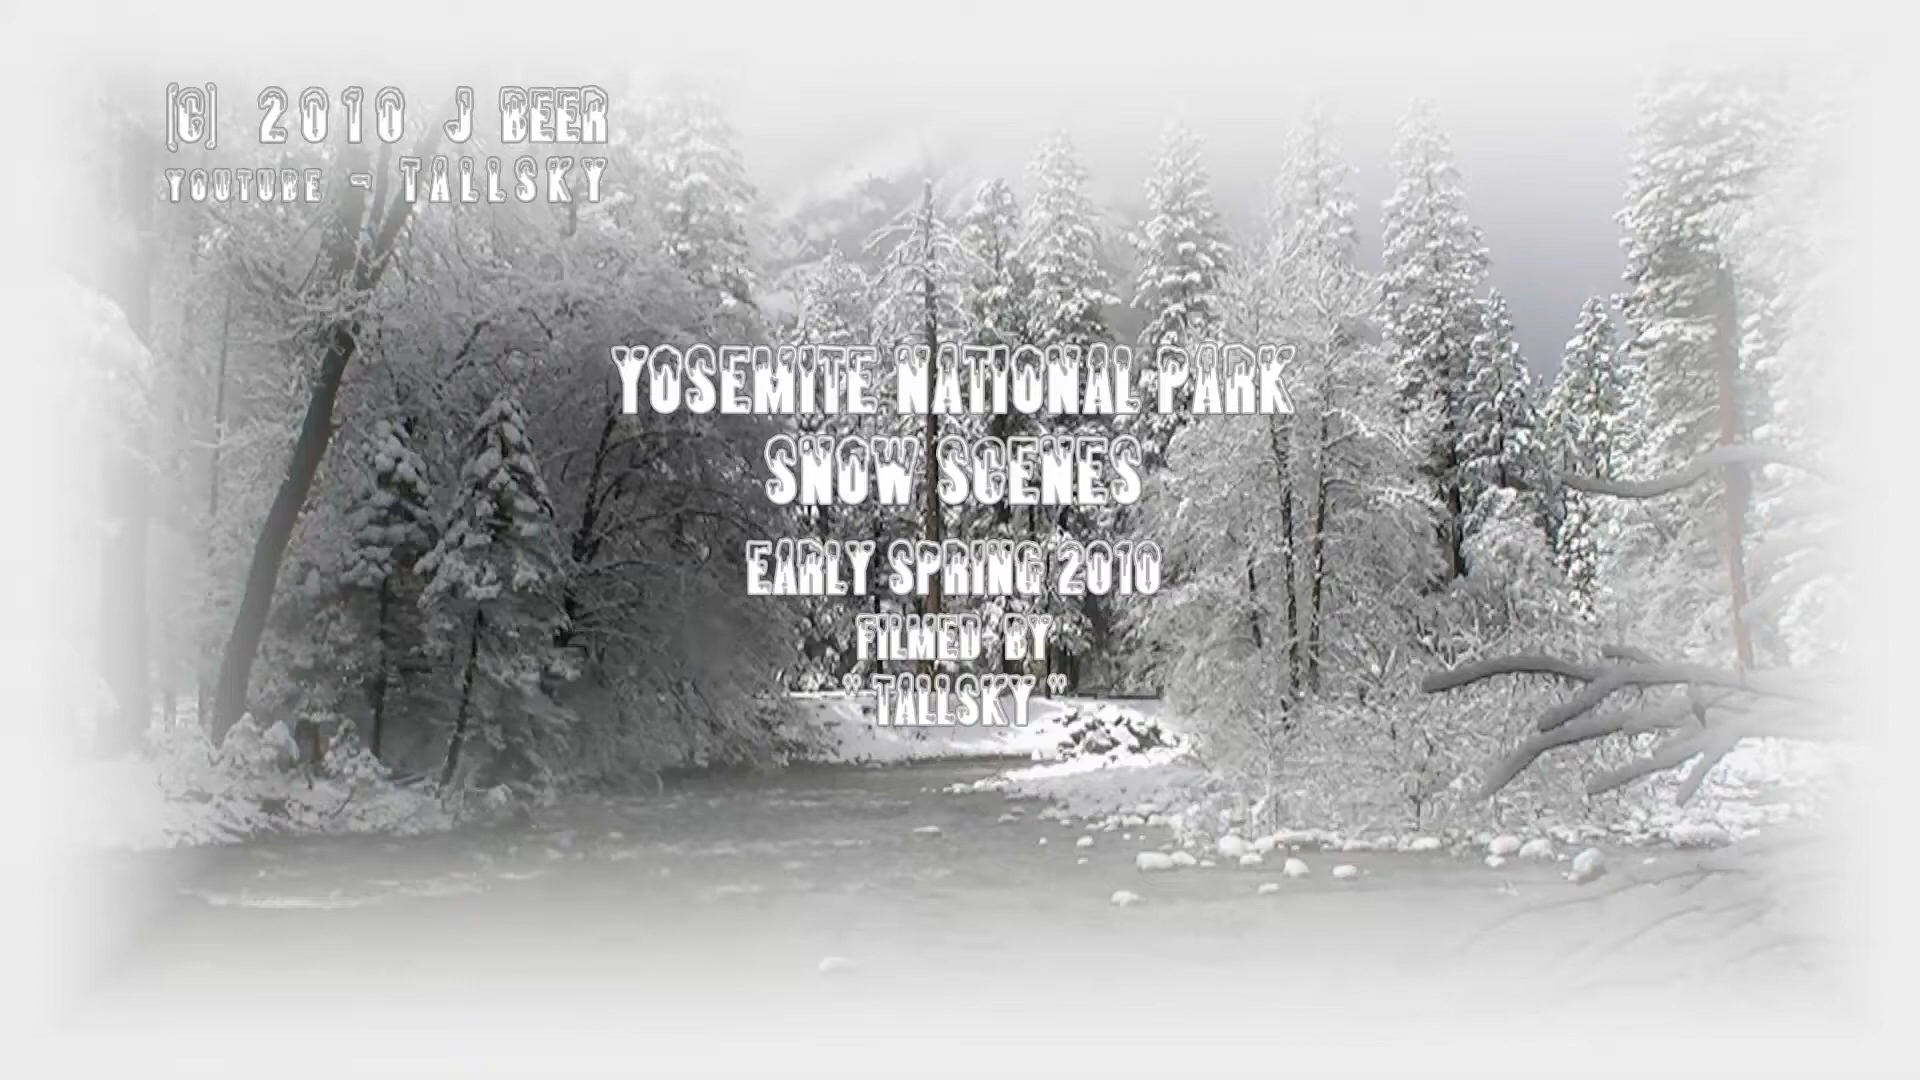 (C) 2010 J BEER
YOUTUBE - TALLSKY
YOSEMITE NATIONAL PARK
SNOW SCENES
EARLY SPRING 2010
FILMED BY
" TALLSKY "